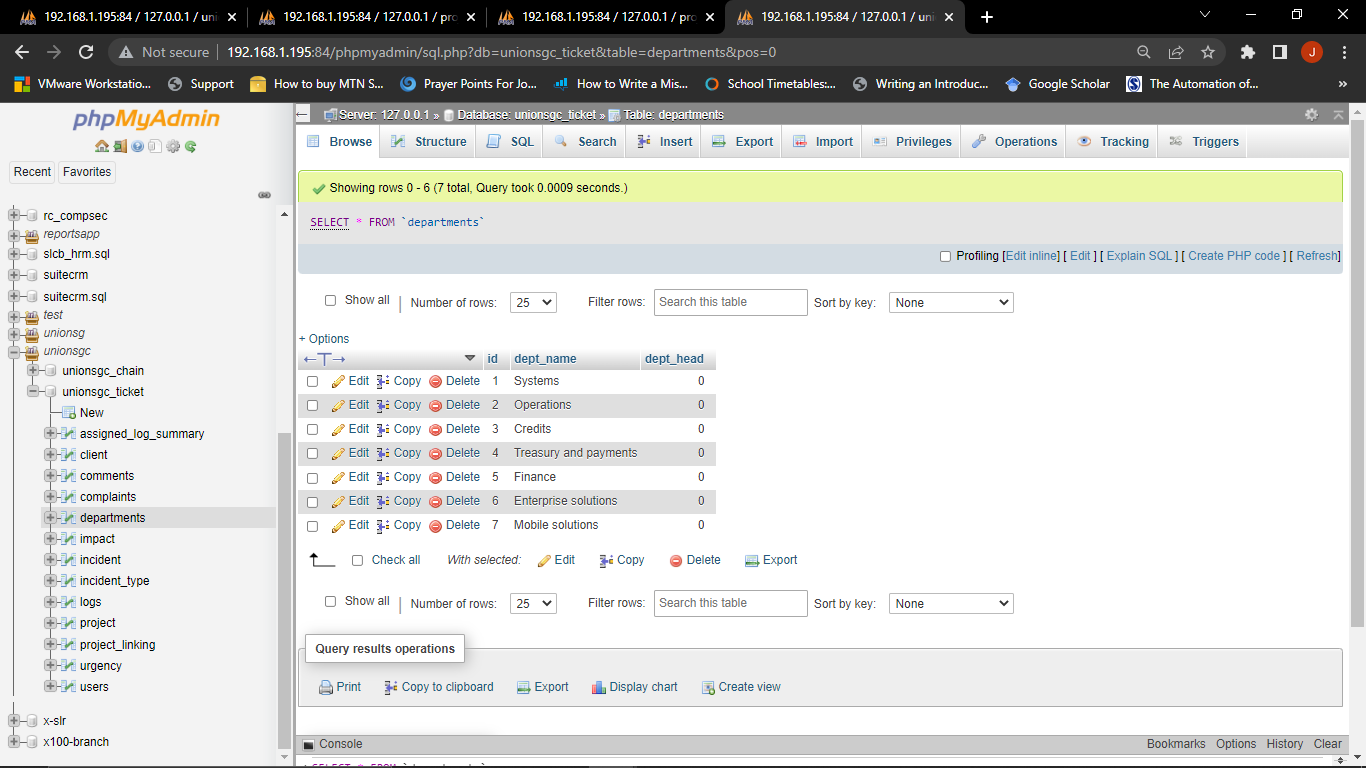 192.168.1.195:84 / 127.0.0.1 / uni
192.168.1.195:84 / 127.0.0.1 / pro
192.168.1.195:84 / 127.0.0.1 / pro
192.168.1.195:84 / 127.0.0.1 / uni
Not secure
192.168.1.195:84/phpmyadmin/sql.php?db=unionsgc_ticket&table=departments&pos=0
J
VMware Workstatio...
Support
How to buy MTN S...
Prayer Points For Jo...
How to Write a Mis...
School Timetables:...
Writing an Introduc...
Google Scholar
The Automation of...
»
phpMyAdmin
Recent
Favorites
rc_compsec
reportsapp
slcb_hrm.sql
suitecrm
suitecrm.sql
test
unionsg
unionsgc
unionsgc_chain
unionsgc_ticket
New
assigned_log_summary
client
comments
complaints
departments
impact
incident
incident_type
logs
project
project_linking
urgency
users
x-slr
x100-branch
Server: 127.0.0.1 » Database: unionsgc_ticket » Table: departments
Browse Structure SQL Search Insert Export Import Privileges Operations Tracking Triggers
Showing rows 0 - 6 (7 total, Query took 0.0009 seconds.)
SELECT * FROM `departments`
Profiling [Edit inline] [ Edit ] [ Explain SQL ] [ Create PHP code ] [ Refresh]
Show all | Number of rows: 25 Filter rows: Search this table Sort by key: None
+ Options
←T→ id dept_name dept_head
Edit Copy Delete 1 Systems 0
Edit Copy Delete 2 Operations 0
Edit Copy Delete 3 Credits 0
Edit Copy Delete 4 Treasury and payments 0
Edit Copy Delete 5 Finance 0
Edit Copy Delete 6 Enterprise solutions 0
Edit Copy Delete 7 Mobile solutions 0
Check all With selected: Edit Copy Delete Export
Show all | Number of rows: 25 Filter rows: Search this table Sort by key: None
Query results operations
Print Copy to clipboard Export Display chart Create view
Console
Bookmarks Options History Clear
SELECT * FROM `departments`